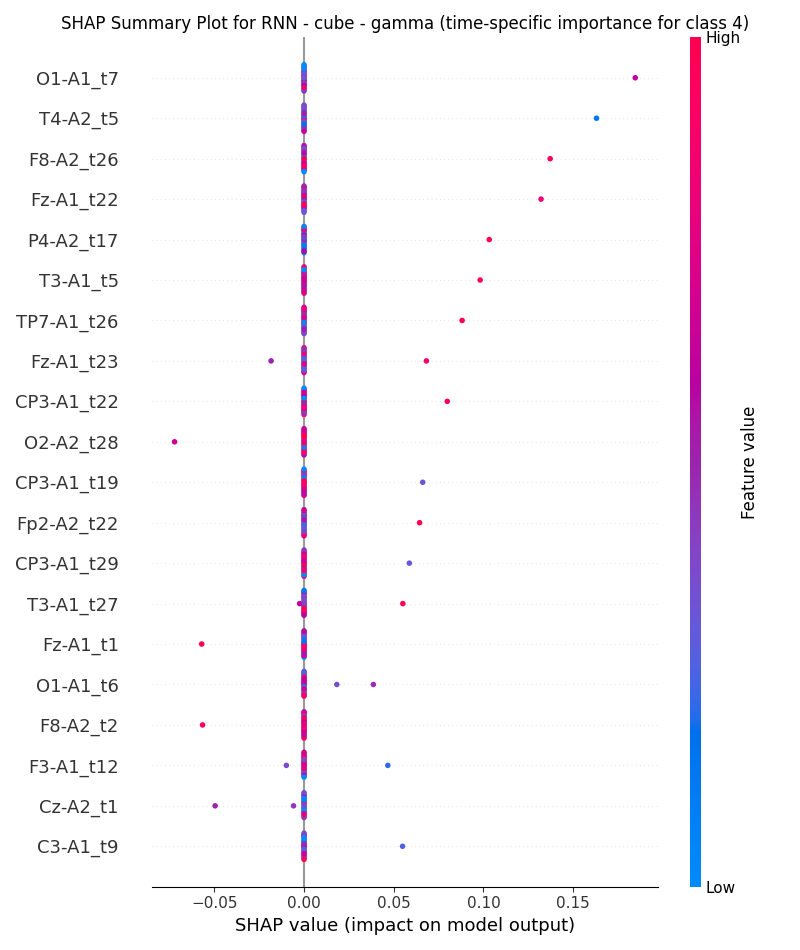 SHAP Summary Plot for RNN - cube - gamma (time-specific importance for class 4)
High
O1-A1_t7
T4-A2_t5
F8-A2_t26
Fz-A1_t22
P4-A2_t17
T3-A1_t5
TP7-A1_t26
Fz-A1_t23
CP3-A1_t22
O2-A2_t28
CP3-A1_t19
Fp2-A2_t22
CP3-A1_t29
T3-A1_t27
Fz-A1_t1
O1-A1_t6
F8-A2_t2
F3-A1_t12
Cz-A2_t1
C3-A1_t9
Feature value
Low
−0.05 0.00 0.05 0.10 0.15
SHAP value (impact on model output)